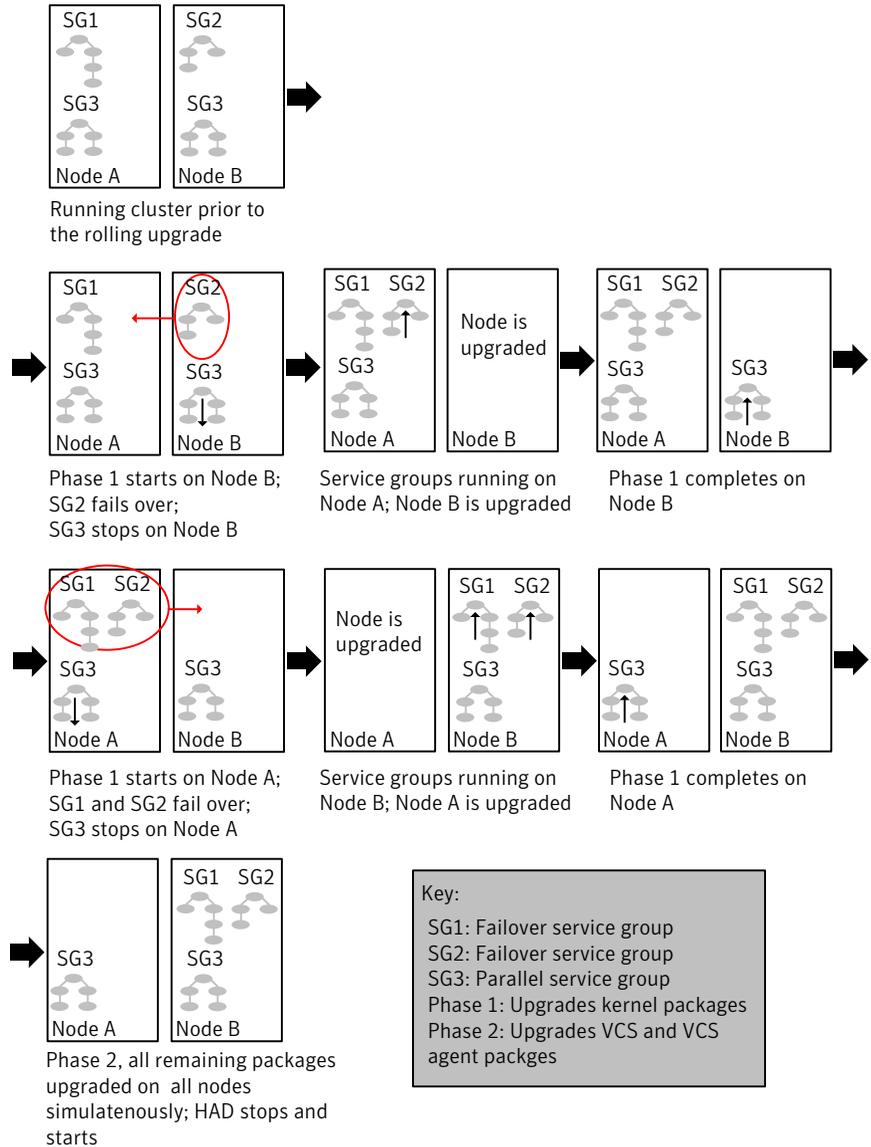 SG1
SG2
SG3
SG3
Node A
Node B
Running cluster prior to
the rolling upgrade
SG1
SG2
SG3
SG3
Node A
Node B
Phase 1 starts on Node B;
SG2 fails over;
SG3 stops on Node B
SG1
SG2
Node is
upgraded
SG3
Node A
Node B
Service groups running on
Node A; Node B is upgraded
SG1
SG2
SG3
SG3
Node A
Node B
Phase 1 completes on
Node B
SG1
SG2
SG3
SG3
Node A
Node B
Phase 1 starts on Node A;
SG1 and SG2 fail over;
SG3 stops on Node A
Node is
upgraded
SG1
SG2
SG3
Node A
Node B
Service groups running on
Node B; Node A is upgraded
SG1
SG2
SG3
SG3
Node A
Node B
Phase 1 completes on
Node A
SG1
SG2
SG3
SG3
Node A
Node B
Phase 2, all remaining packages
upgraded on all nodes
simulatenously; HAD stops and
starts
Key:
SG1: Failover service group
SG2: Failover service group
SG3: Parallel service group
Phase 1: Upgrades kernel packages
Phase 2: Upgrades VCS and VCS
agent packges